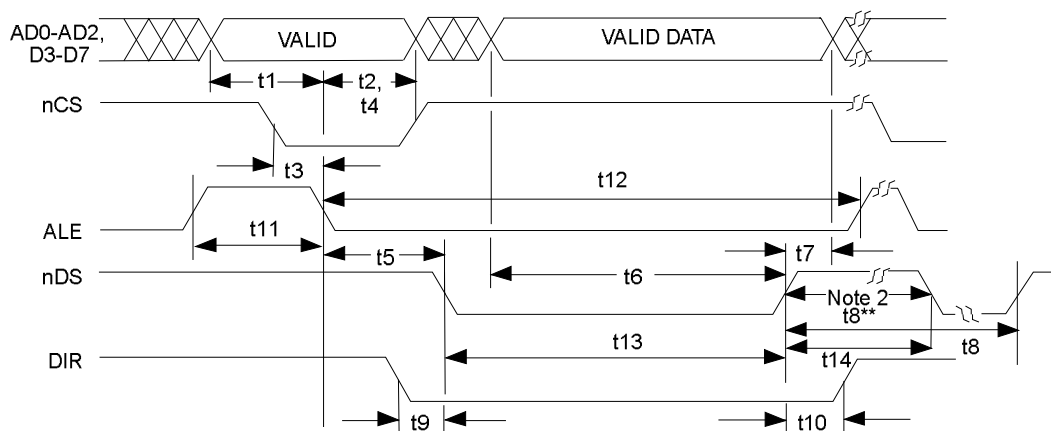 AD0-AD2,
D3-D7
VALID
VALID DATA
t1
t2,
t4
nCS
t3
t12
ALE
t11
t5
t7
nDS
t6
Note 2
t8**
t8
t13
t14
DIR
t9
t10